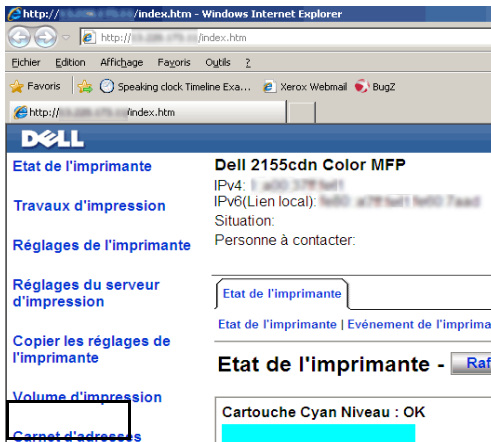 http:// /index.htm - Windows Internet Explorer
http:// /index.htm
Fichier Edition Affichage Favoris Outils ?
Favoris Speaking clock Timeline Exa... Xerox Webmail BugZ
http:// /index.htm
DELL
Etat de l'imprimante
Travaux d'impression
Réglages de l'imprimante
Réglages du serveur
d'impression
Copier les réglages de
l'imprimante
Volume d'impression
Carnet d'adresses
Dell 2155cdn Color MFP
IPv4:
IPv6(Lien local):
Situation:
Personne à contacter:
Etat de l'imprimante
Etat de l'imprimante | Evénement de l'imprima
Etat de l'imprimante - Raf
Cartouche Cyan Niveau : OK